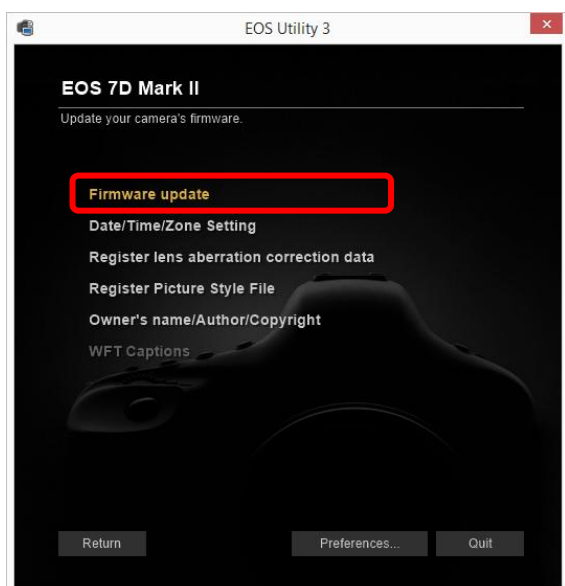 EOS Utility 3
EOS 7D Mark II
Update your camera's firmware.
Firmware update
Date/Time/Zone Setting
Register lens aberration correction data
Register Picture Style File
Owner's name/Author/Copyright
WFT Captions
Return Preferences... Quit